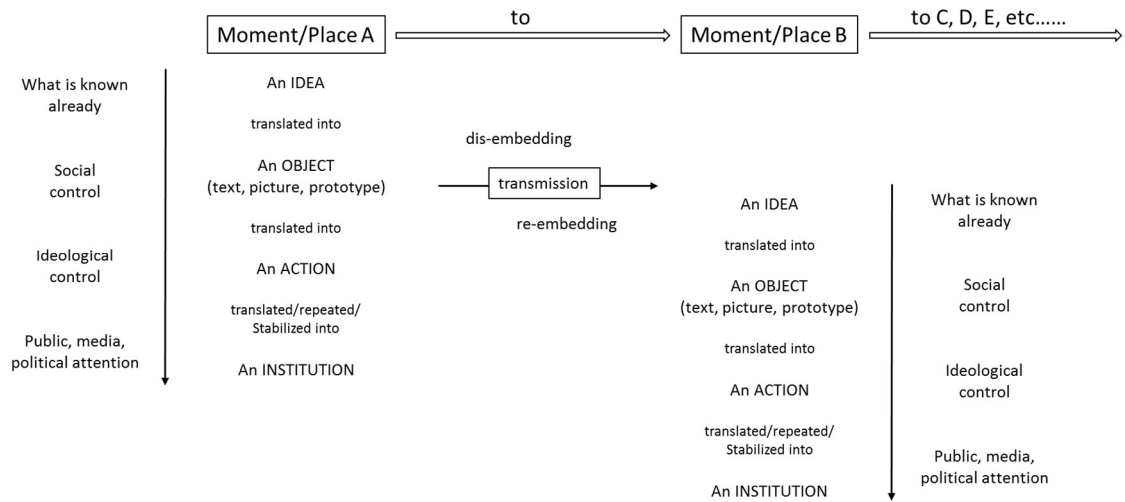 to
to C, D, E, etc……
Moment/Place A
Moment/Place B
What is known
already
Social
control
Ideological
control
Public, media,
political attention
An IDEA
translated into
An OBJECT
(text, picture, prototype)
translated into
An ACTION
translated/repeated/
Stabilized into
An INSTITUTION
dis-embedding
transmission
re-embedding
An IDEA
translated into
An OBJECT
(text, picture, prototype)
translated into
An ACTION
translated/repeated/
Stabilized into
An INSTITUTION
What is known
already
Social
control
Ideological
control
Public, media,
political attention